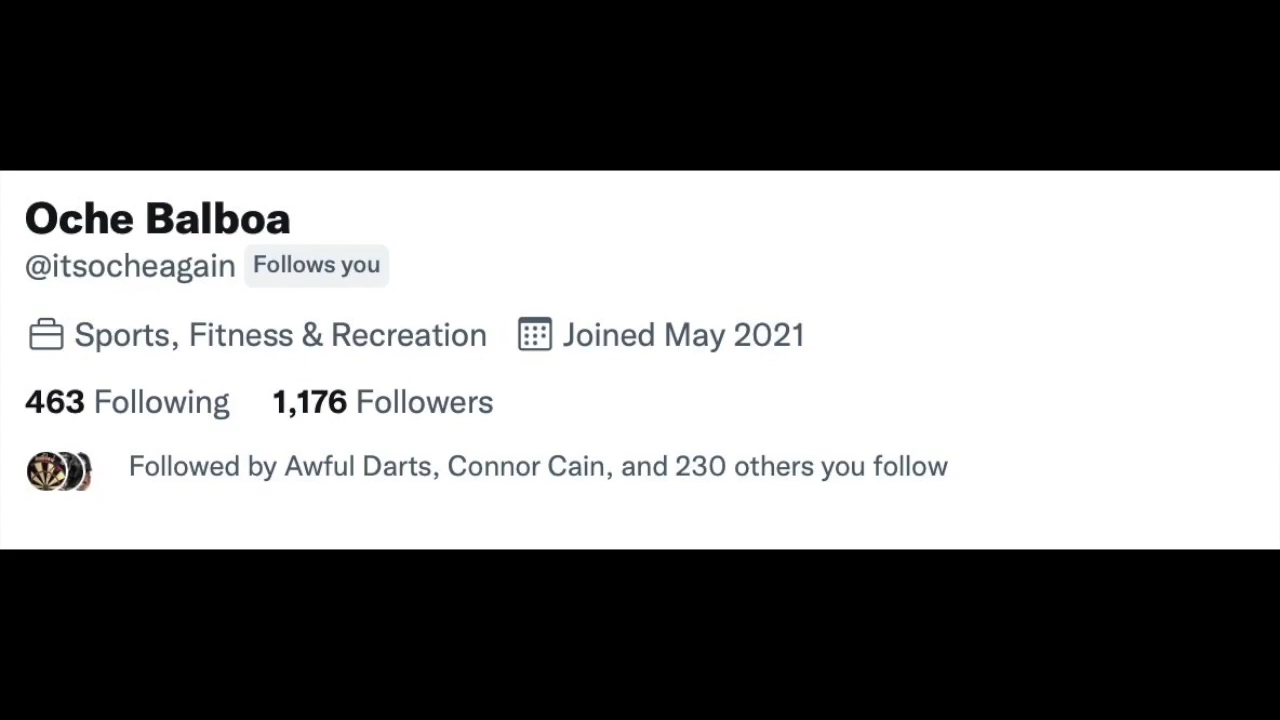 Oche Balboa
@itsocheagain Follows you
Sports, Fitness & Recreation Joined May 2021
463 Following 1,176 Followers
Followed by Awful Darts, Connor Cain, and 230 others you follow